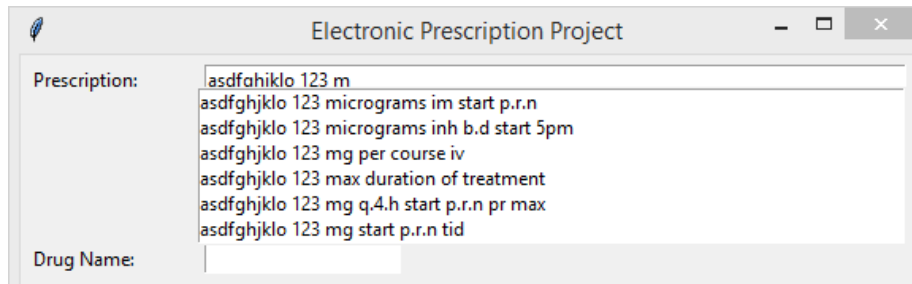 Electronic Prescription Project
Prescription:
asdfghjklo 123 m
asdfghjklo 123 micrograms im start p.r.n
asdfghjklo 123 micrograms inh b.d start 5pm
asdfghjklo 123 mg per course iv
asdfghjklo 123 max duration of treatment
asdfghjklo 123 mg q.4.h start p.r.n pr max
asdfghjklo 123 mg start p.r.n tid
Drug Name: